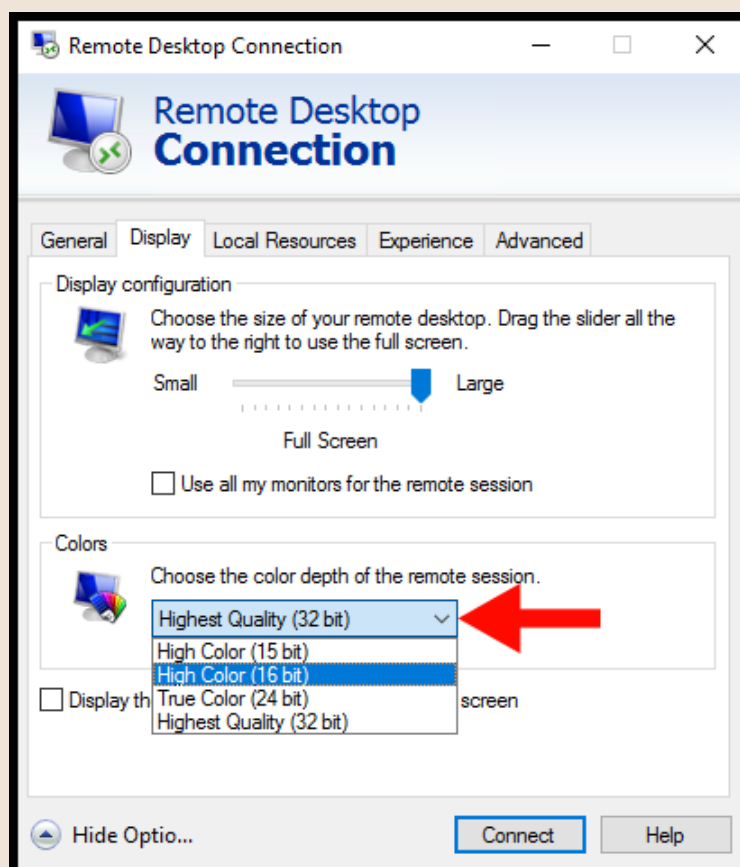 Remote Desktop Connection
Remote Desktop
Connection
General Display Local Resources Experience Advanced
Display configuration
Choose the size of your remote desktop. Drag the slider all the
way to the right to use the full screen.
Small Large
Full Screen
Use all my monitors for the remote session
Colors
Choose the color depth of the remote session.
Highest Quality (32 bit)
High Color (15 bit)
High Color (16 bit)
Display th True Color (24 bit) screen
Highest Quality (32 bit)
Hide Optio... Connect Help